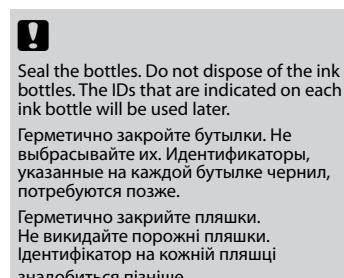 Seal the bottles. Do not dispose of the ink
bottles. The IDs that are indicated on each
ink bottle will be used later.
Герметично закройте бутылки. Не
выбрасывайте их. Идентификаторы,
указанные на каждой бутылке чернил,
потребуются позже.
Герметично закрийте пляшки.
Не викидайте порожні пляшки.
Ідентифікатор на кожній пляшці
знадобиться пізніше